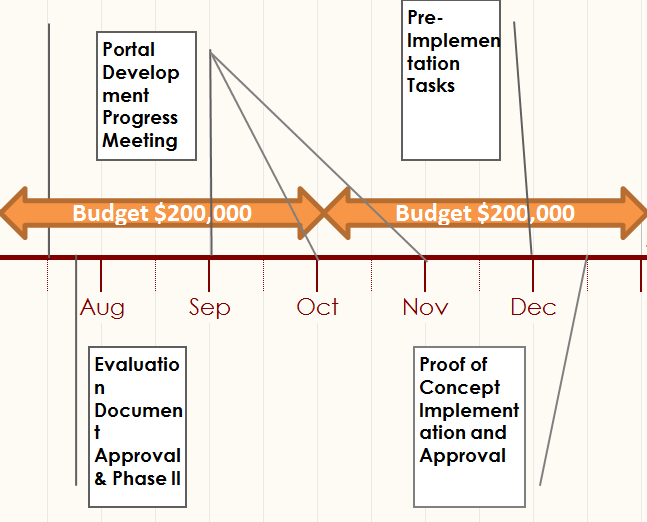 Portal
Develop
ment
Progress
Meeting
Pre-
Implemen
tation
Tasks
Budget $200,000
Budget $200,000
Aug
Sep
Oct
Nov
Dec
Evaluatio
n
Documen
t
Approval
& Phase II
Proof of
Concept
Implement
ation and
Approval